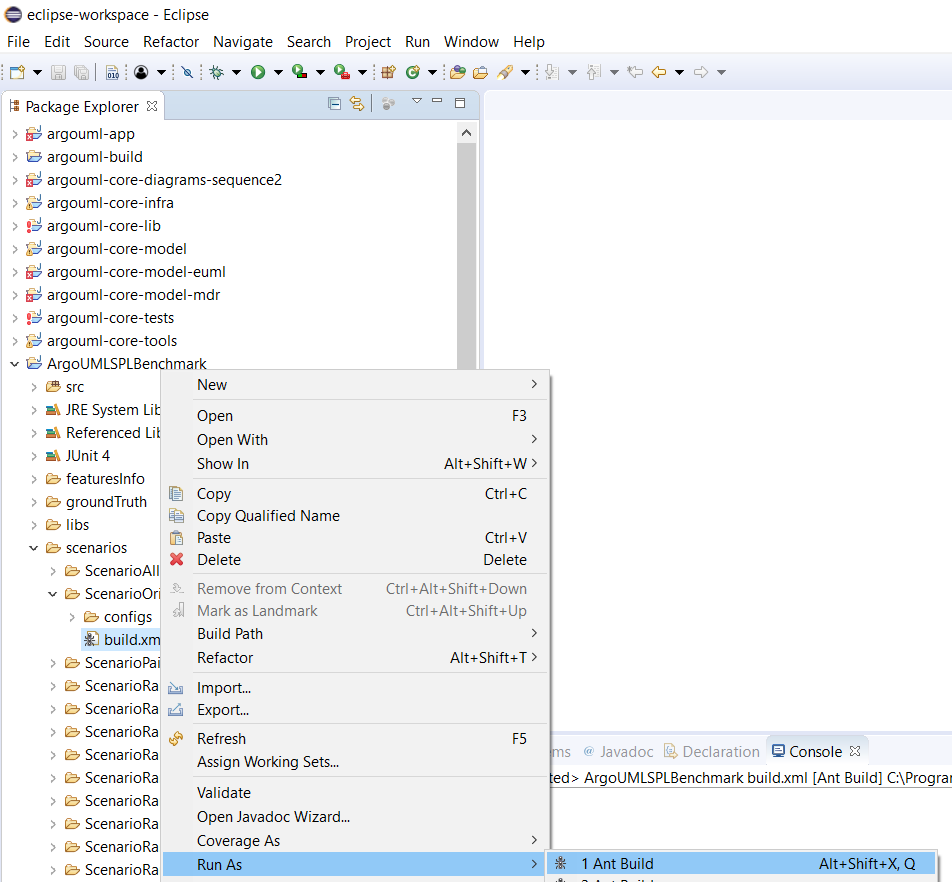 eclipse-workspace - Eclipse
File Edit Source Refactor Navigate Search Project Run Window Help
Package Explorer
argouml-app
argouml-build
argouml-core-diagrams-sequence2
argouml-core-infra
argouml-core-lib
argouml-core-model
argouml-core-model-euml
argouml-core-model-mdr
argouml-core-tests
argouml-core-tools
ArgoUMLSPLBenchmark
src
JRE System Lib
Referenced Lib
JUnit 4
featuresInfo
groundTruth
libs
scenarios
ScenarioAll
ScenarioOri
configs
build.xm
ScenarioPai
ScenarioRa
ScenarioRa
ScenarioRa
ScenarioRa
ScenarioRa
ScenarioRa
ScenarioRa
ScenarioRa
ScenarioRa
New
Open F3
Open With
Show In Alt+Shift+W
Copy Ctrl+C
Copy Qualified Name
Paste Ctrl+V
Delete Delete
Remove from Context Ctrl+Alt+Shift+Down
Mark as Landmark Ctrl+Alt+Shift+Up
Build Path
Refactor Alt+Shift+T
Import...
Export...
Refresh F5
Assign Working Sets...
Validate
Open Javadoc Wizard...
Coverage As
Run As
1 Ant Build Alt+Shift+X, Q
ms @ Javadoc Declaration Console
ted> ArgoUMLSPLBenchmark build.xml [Ant Build] C:\Program